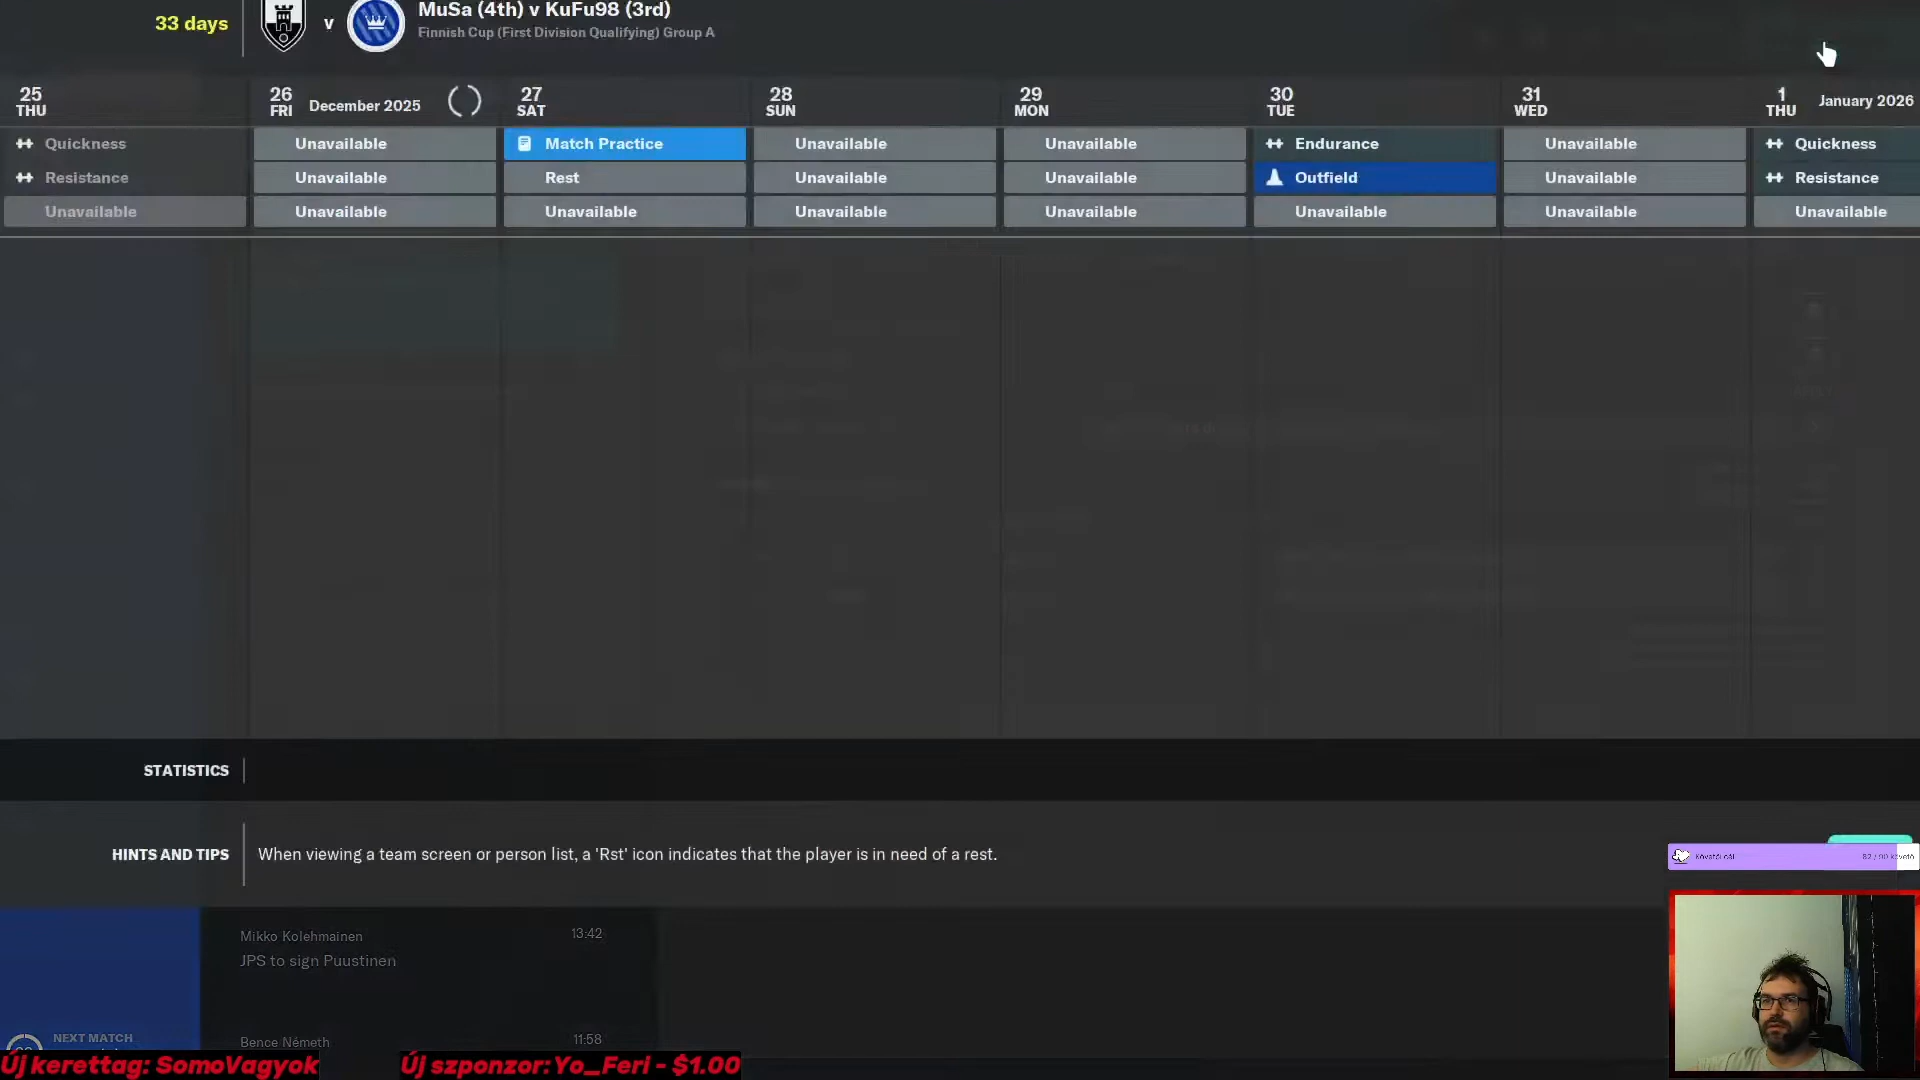 33 days
v
MuSa (4th) v KuFu98 (3rd)
Finnish Cup (First Division Qualifying) Group A
25 THU
26 FRI December 2025
27 SAT
28 SUN
29 MON
30 TUE
31 WED
1 THU January 2026
Quickness Unavailable Match Practice Unavailable Unavailable Endurance Unavailable Quickness
Resistance Unavailable Rest Unavailable Unavailable Outfield Unavailable Resistance
Unavailable Unavailable Unavailable Unavailable Unavailable Unavailable Unavailable Unavailable
STATISTICS
HINTS AND TIPS
When viewing a team screen or person list, a 'Rst' icon indicates that the player is in need of a rest.
Követői cél 82 / 90 követő
Mikko Kolehmainen 13:42
JPS to sign Puustinen
NEXT MATCH
Bence Németh 11:58
Új kerettag: SomoVagyok
Új szponzor: Yo_Feri - $1.00